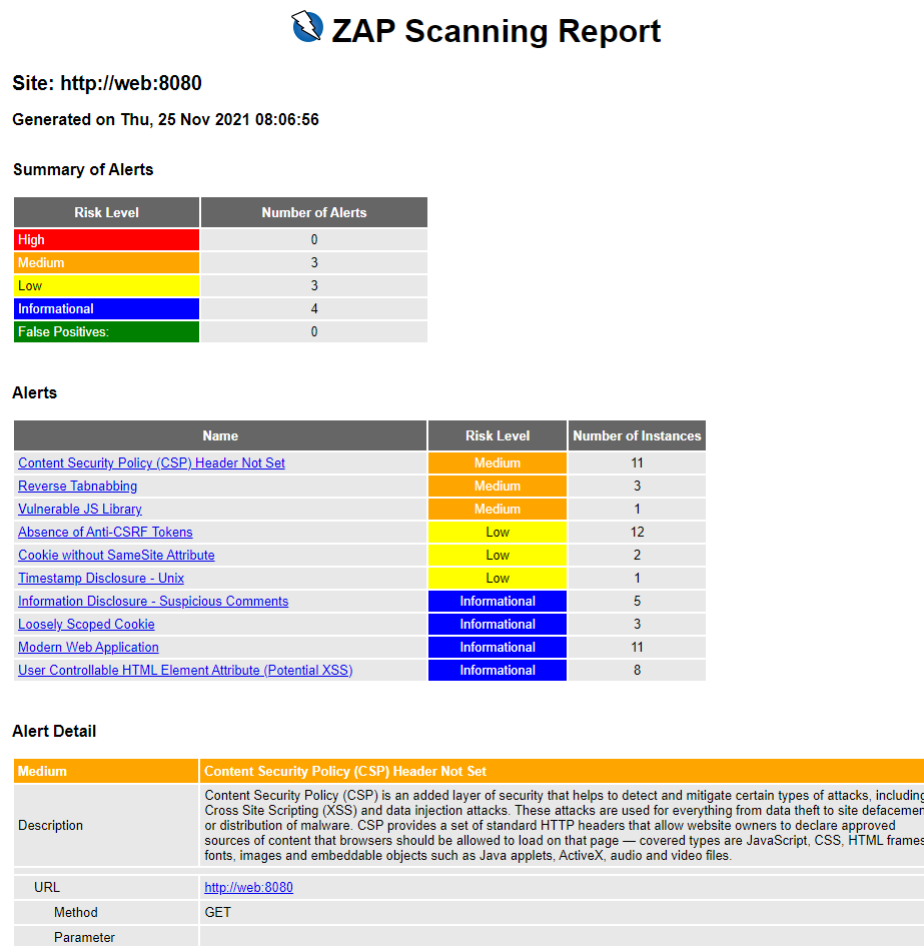 ZAP Scanning Report
Site: http://web:8080
Generated on Thu, 25 Nov 2021 08:06:56
Summary of Alerts
Risk Level Number of Alerts
High 0
Medium 3
Low 3
Informational 4
False Positives: 0
Alerts
Name Risk Level Number of Instances
Content Security Policy (CSP) Header Not Set Medium 11
Reverse Tabnabbing Medium 3
Vulnerable JS Library Medium 1
Absence of Anti-CSRF Tokens Low 12
Cookie without SameSite Attribute Low 2
Timestamp Disclosure - Unix Low 1
Information Disclosure - Suspicious Comments Informational 5
Loosely Scoped Cookie Informational 3
Modern Web Application Informational 11
User Controllable HTML Element Attribute (Potential XSS) Informational 8
Alert Detail
Medium Content Security Policy (CSP) Header Not Set
Description
Content Security Policy (CSP) is an added layer of security that helps to detect and mitigate certain types of attacks, including
Cross Site Scripting (XSS) and data injection attacks. These attacks are used for everything from data theft to site defacemen
or distribution of malware. CSP provides a set of standard HTTP headers that allow website owners to declare approved
sources of content that browsers should be allowed to load on that page — covered types are JavaScript, CSS, HTML frames
fonts, images and embeddable objects such as Java applets, ActiveX, audio and video files.
URL http://web:8080
Method GET
Parameter